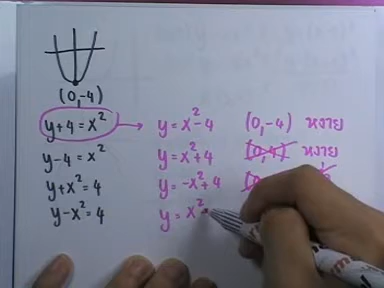 (0,-4)
y+4 = x² → y = x² - 4 (0,-4) หงาย
y-4 = x² y = x² + 4 (0,4) หงาย
y+x² = 4 y = -x² + 4
y-x² = 4 y = x²